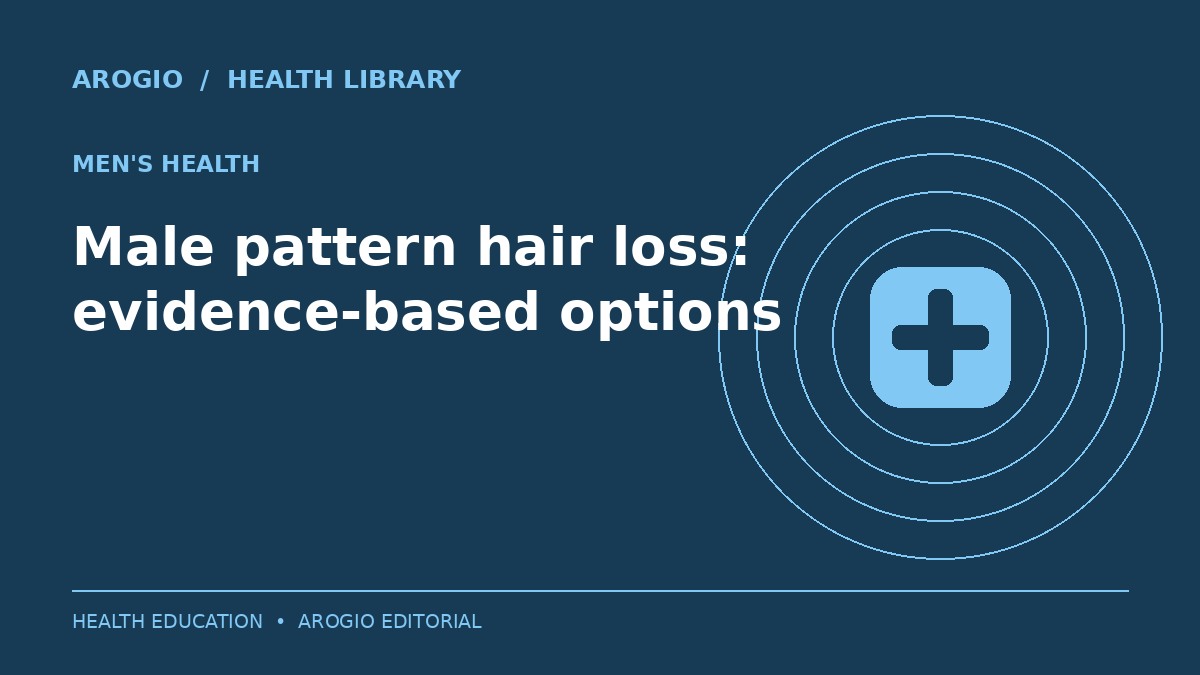 AROGIO / HEALTH LIBRARY
MEN'S HEALTH
Male pattern hair loss:
evidence-based options
HEALTH EDUCATION • AROGIO EDITORIAL